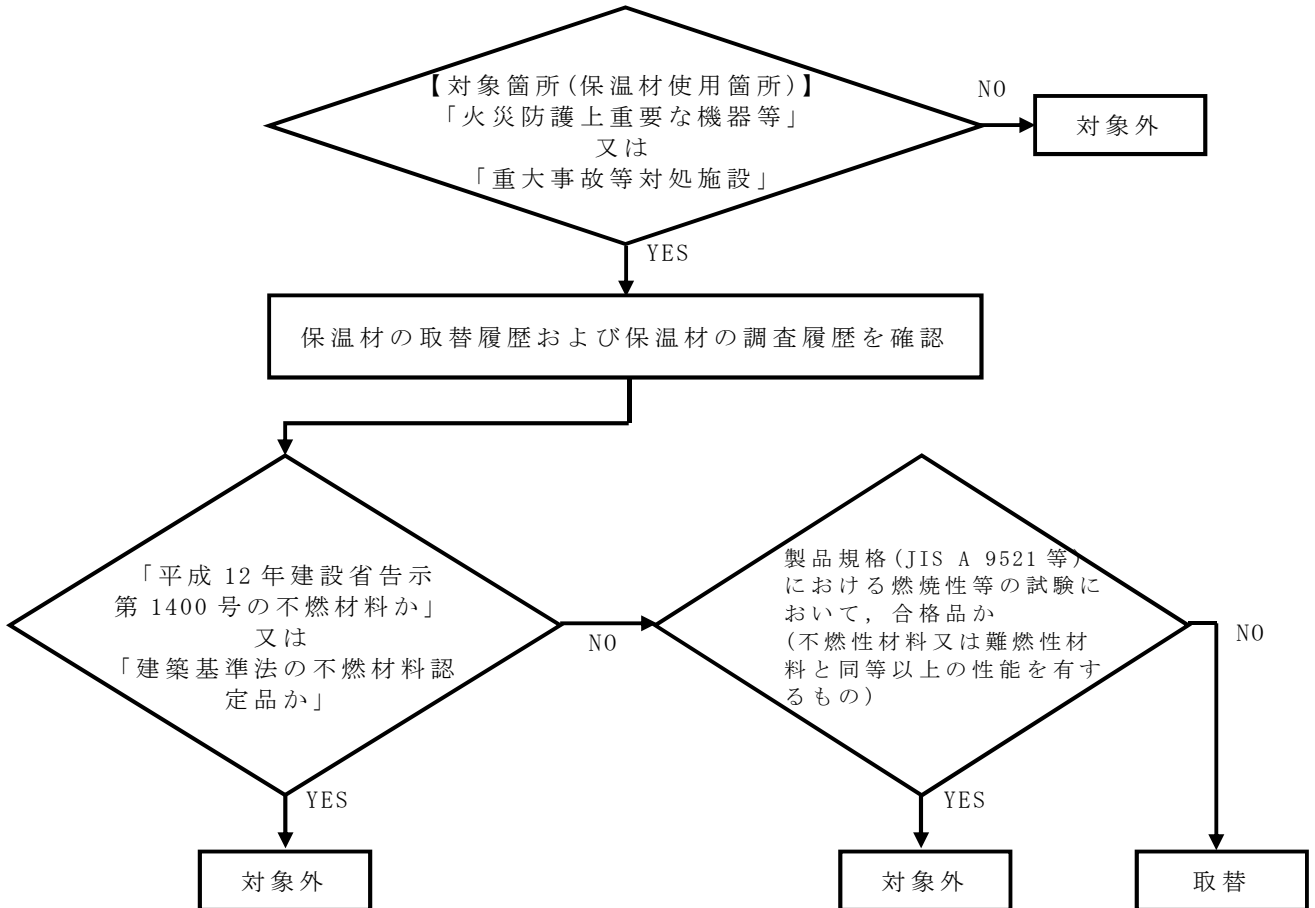 【対象箇所(保温材使用箇所)】
「火災防護上重要な機器等」
又は
「重大事故等対処施設」
NO
対象外
YES
保温材の取替履歴および保温材の調査履歴を確認
「平成12年建設省告示
第1400号の不燃材料か」
又は
「建築基準法の不燃材料認
定品か」
NO
YES
対象外
製品規格(JIS A 9521等)
における燃焼性等の試験に
おいて，合格品か
(不燃性材料又は難燃性材
料と同等以上の性能を有す
るもの)
NO
YES
対象外
取替